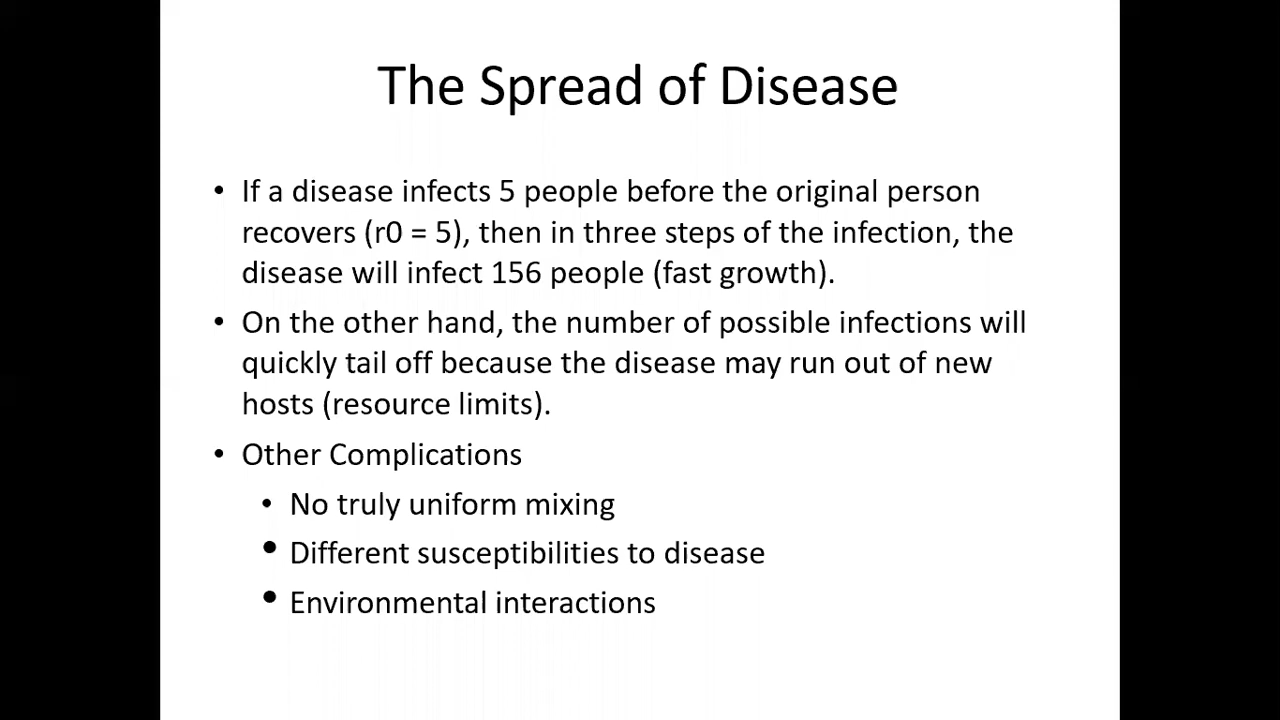 The Spread of Disease
• If a disease infects 5 people before the original person
recovers (r0 = 5), then in three steps of the infection, the
disease will infect 156 people (fast growth).
• On the other hand, the number of possible infections will
quickly tail off because the disease may run out of new
hosts (resource limits).
• Other Complications
• No truly uniform mixing
• Different susceptibilities to disease
• Environmental interactions